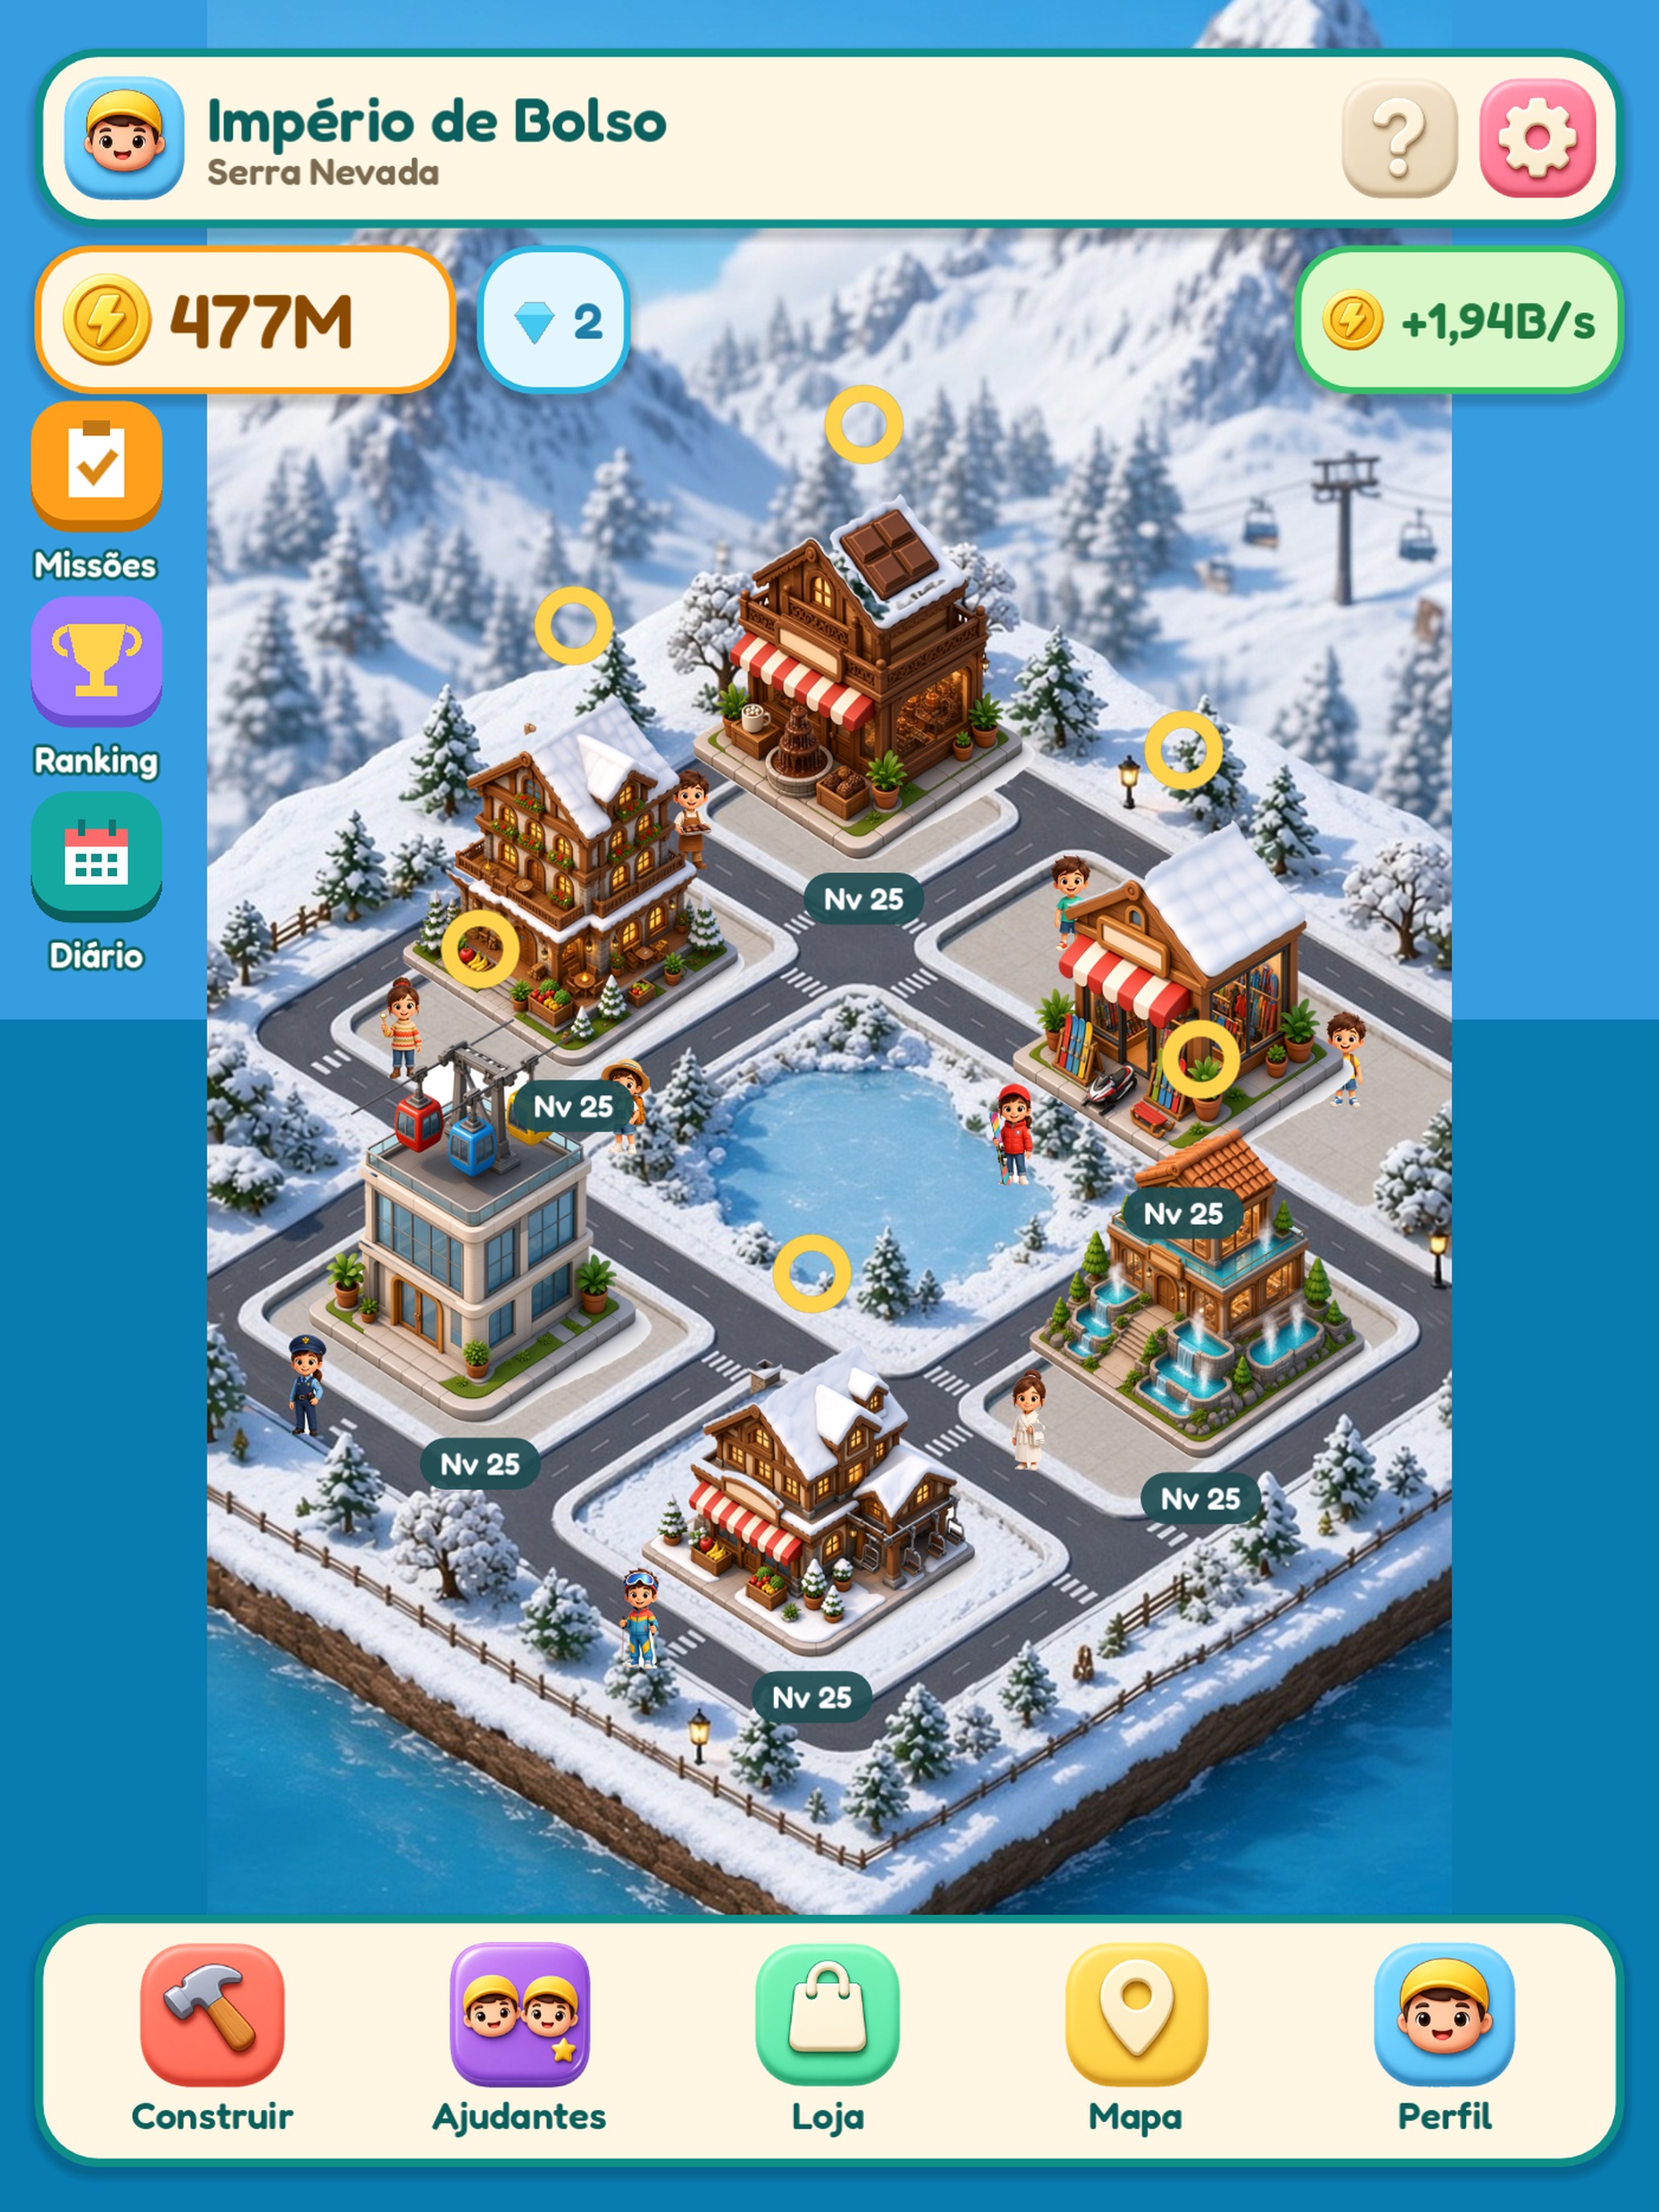 Império de Bolso
Serra Nevada
477M
2
+1,94B/s
Missões
Ranking
Diário
Nv 25
Nv 25
Nv 25
Nv 25
Nv 25
Nv 25
Construir
Ajudantes
Loja
Mapa
Perfil